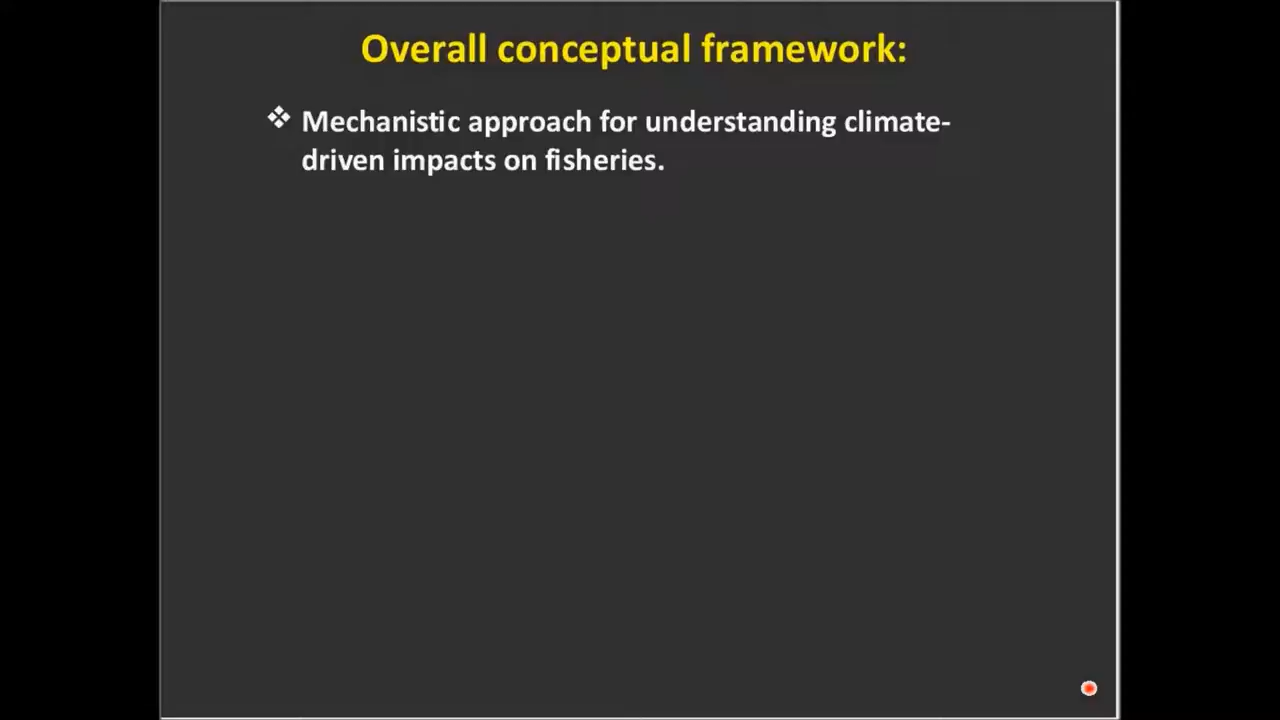 Overall conceptual framework:
❖ Mechanistic approach for understanding climate-
driven impacts on fisheries.